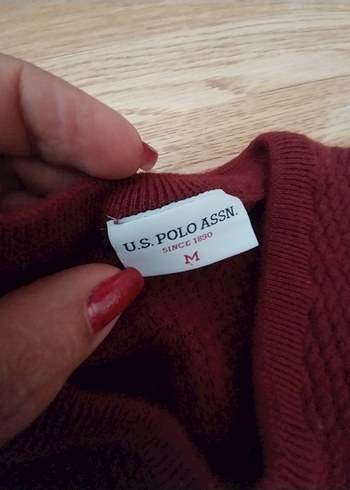 U.S. POLO ASSN.
SINCE 1890
M